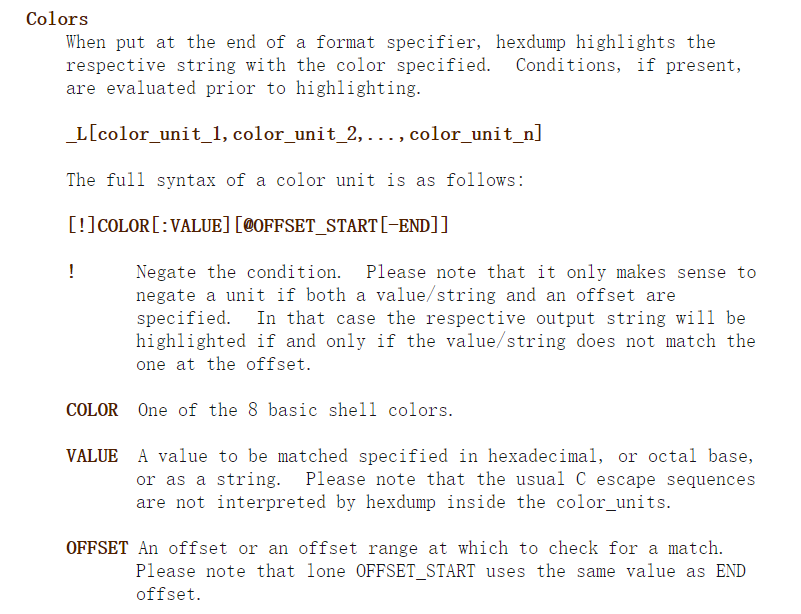 Colors
When put at the end of a format specifier, hexdump highlights the
respective string with the color specified.  Conditions, if present,
are evaluated prior to highlighting.
_L[color_unit_1,color_unit_2,...,color_unit_n]
The full syntax of a color unit is as follows:
[!]COLOR[:VALUE][@OFFSET_START[-END]]
!      Negate the condition.  Please note that it only makes sense to
negate a unit if both a value/string and an offset are
specified.  In that case the respective output string will be
highlighted if and only if the value/string does not match the
one at the offset.
COLOR  One of the 8 basic shell colors.
VALUE  A value to be matched specified in hexadecimal, or octal base,
or as a string.  Please note that the usual C escape sequences
are not interpreted by hexdump inside the color_units.
OFFSET An offset or an offset range at which to check for a match.
Please note that lone OFFSET_START uses the same value as END
offset.